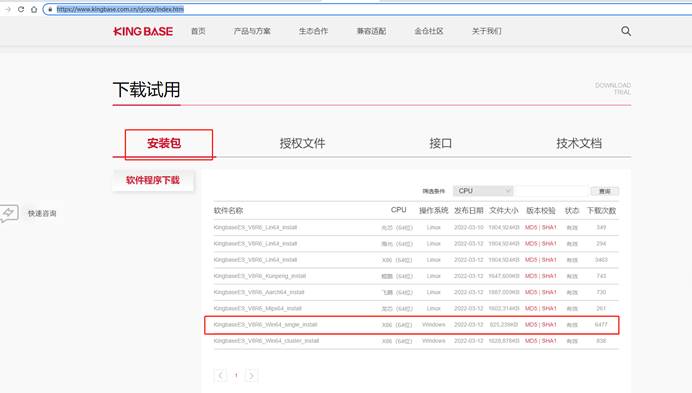 https://www.kingbase.com.cn/rjcxxz/index.htm
KINGBASE 首页 产品与方案 生态合作 兼容适配 金仓社区 关于我们
下载试用
DOWNLOAD
TRIAL
安装包 授权文件 接口 技术文档
软件程序下载
筛选条件 CPU 查询
快速咨询
软件名称 CPU 操作系统 发布日期 文件大小 版本校验 状态 下载次数
KingbaseES_V8R6_Lin64_install 兆芯（64位） Linux 2022-03-10 1904,924KB MD5 | SHA1 有效 349
KingbaseES_V8R6_Lin64_install 海光（64位） Linux 2022-03-12 1904,924KB MD5 | SHA1 有效 294
KingbaseES_V8R6_Lin64_install X86（64位） Linux 2022-03-12 1904,924KB MD5 | SHA1 有效 3463
KingbaseES_V8R6_Kunpeng_install 鲲鹏（64位） Linux 2022-03-12 1647,609KB MD5 | SHA1 有效 743
KingbaseES_V8R6_Aarch64_install 飞腾（64位） Linux 2022-03-12 MD5 | SHA1 有效 730
KingbaseES_V8R6_Mips64_install 龙芯（64位） Linux 2022-03-12 MD5 | SHA1 有效 261
KingbaseES_V8R6_Win64_single_install X86（64位） Windows 2022-03-12 825,239KB MD5 | SHA1 有效 6477
KingbaseES_V8R6_Win64_cluster_install X86（64位） Windows 2022-03-12 MD5 | SHA1 有效 838
1